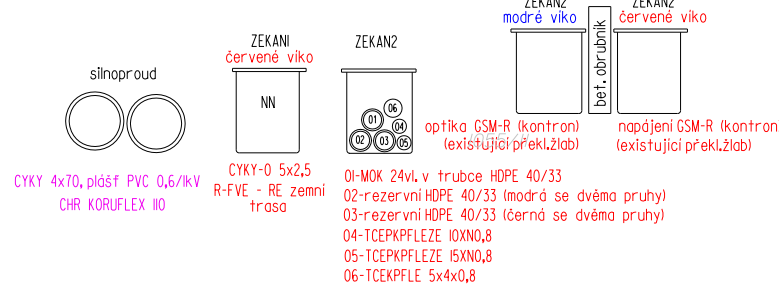 ZEKAN2
modré víko
ZEKAN2
červené víko
bet.obrubník
ZEKAN1
červené víko
ZEKAN2
silnoproud
NN
01
02
03
04
05
06
optika GSM-R (kontron)
(existující překl.žlab)
napájení GSM-R (kontron
(existující překl.žlab)
CYKY 4x70, plášť PVC 0,6/1kV
CHR KORUFLEX 110
CYKY-O 5x2,5
R-FVE - RE zemní
trasa
01-MOK 24vl. v trubce HDPE 40/33
02-rezervní HDPE 40/33 (modrá se dvěma pruhy)
03-rezervní HDPE 40/33 (černá se dvěma pruhy)
04-TCEPKPFLEZE 10XN0,8
05-TCEPKPFLEZE 15XN0,8
06-TCEKPFLE 5x4x0,8